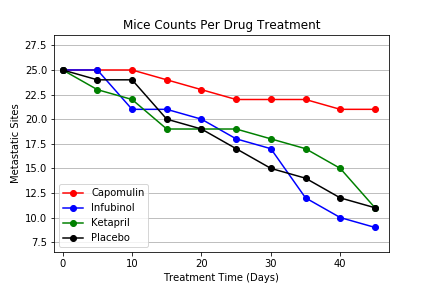 Mice Counts Per Drug Treatment
27.5
25.0
22.5
20.0
17.5
15.0
12.5
10.0
7.5
Metastatic Sites
Capomulin
Infubinol
Ketapril
Placebo
0 10 20 30 40
Treatment Time (Days)